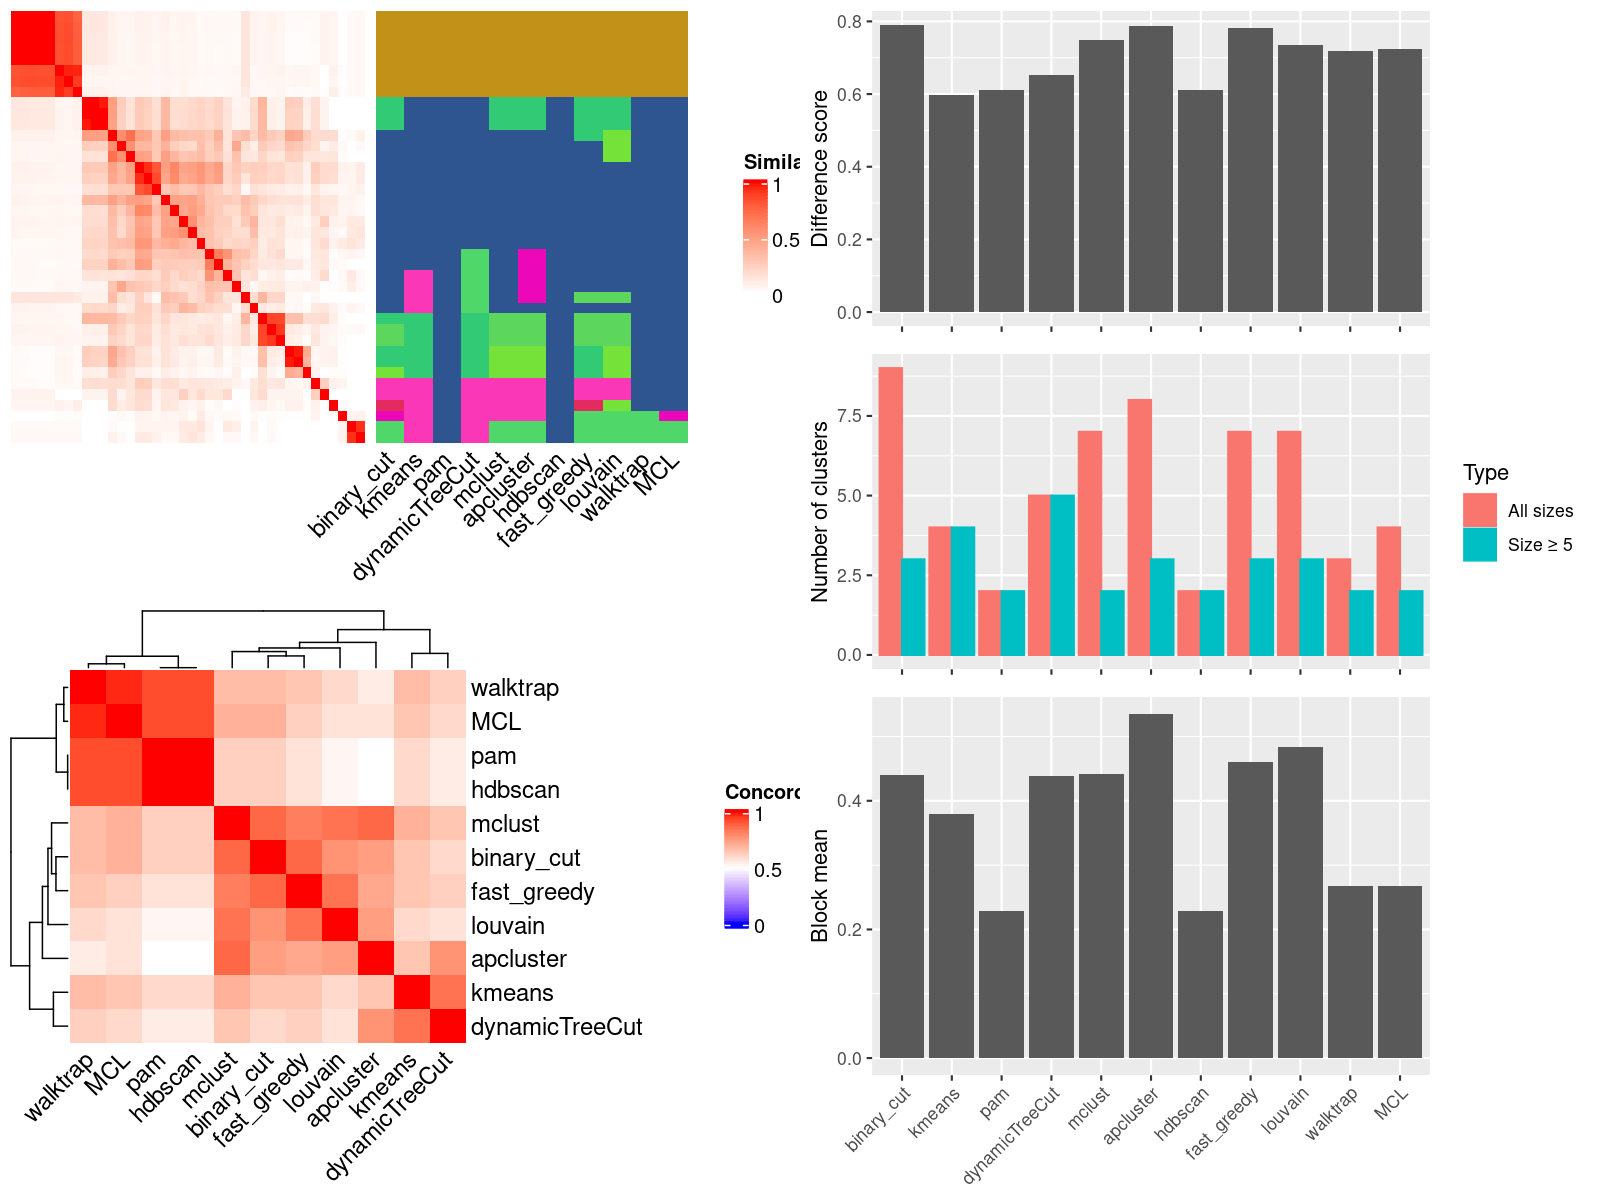 Simila
1
0.5
0
binary_cut
kmeans
pam
dynamicTreeCut
mclust
apcluster
hdbscan
fast_greedy
louvain
walktrap
MCL
walktrap
MCL
pam
hdbscan
mclust
binary_cut
fast_greedy
louvain
apcluster
kmeans
dynamicTreeCut
walktrap
MCL
pam
hdbscan
mclust
binary_cut
fast_greedy
louvain
apcluster
kmeans
dynamicTreeCut
Concord
1
0.5
0
Difference score
0.8
0.6
0.4
0.2
0.0
Number of clusters
7.5
5.0
2.5
0.0
Type
All sizes
Size ≥ 5
Block mean
0.4
0.2
0.0
binary_cut
kmeans
pam
dynamicTreeCut
mclust
apcluster
hdbscan
fast_greedy
louvain
walktrap
MCL